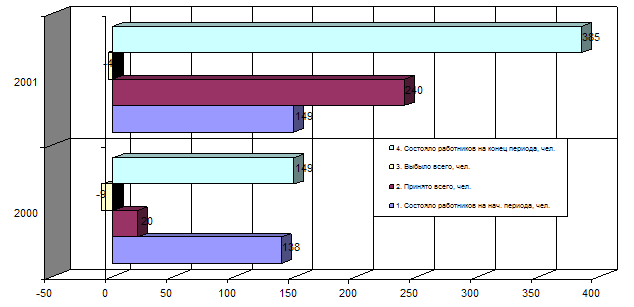 385
-4
2001
240
149
4. Состояло работников на конец периода, чел.
149
3. Выбыло всего, чел.
-9
2. Принято всего, чел.
2000
20
1. Состояло работников на нач. периода, чел.
138
-50 0 50 100 150 200 250 300 350 400